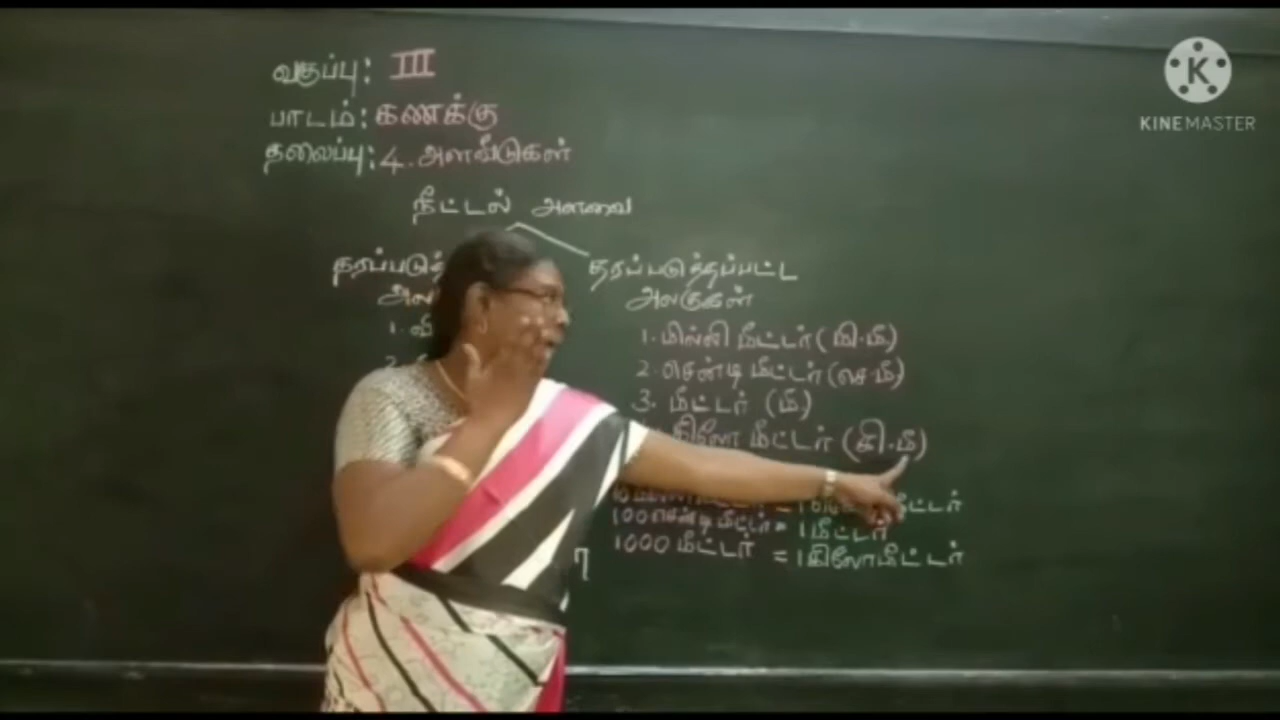 வகுப்பு: III
பாடம்: கணக்கு
தலைப்பு: 4. அளவீடுகள்
நீட்டல் அளவை
தரப்படுத்தப்பட்ட
அலகுகள்
1. மில்லி மீட்டர் (மி.மீ)
2. சென்டி மீட்டர் (செ.மீ)
3. மீட்டர் (மீ)
கிலோ மீட்டர் (கி.மீ)
100 சென்டி மீட்டர் = 1 மீட்டர்
1000 மீட்டர் = 1 கிலோமீட்டர்
KINEMASTER